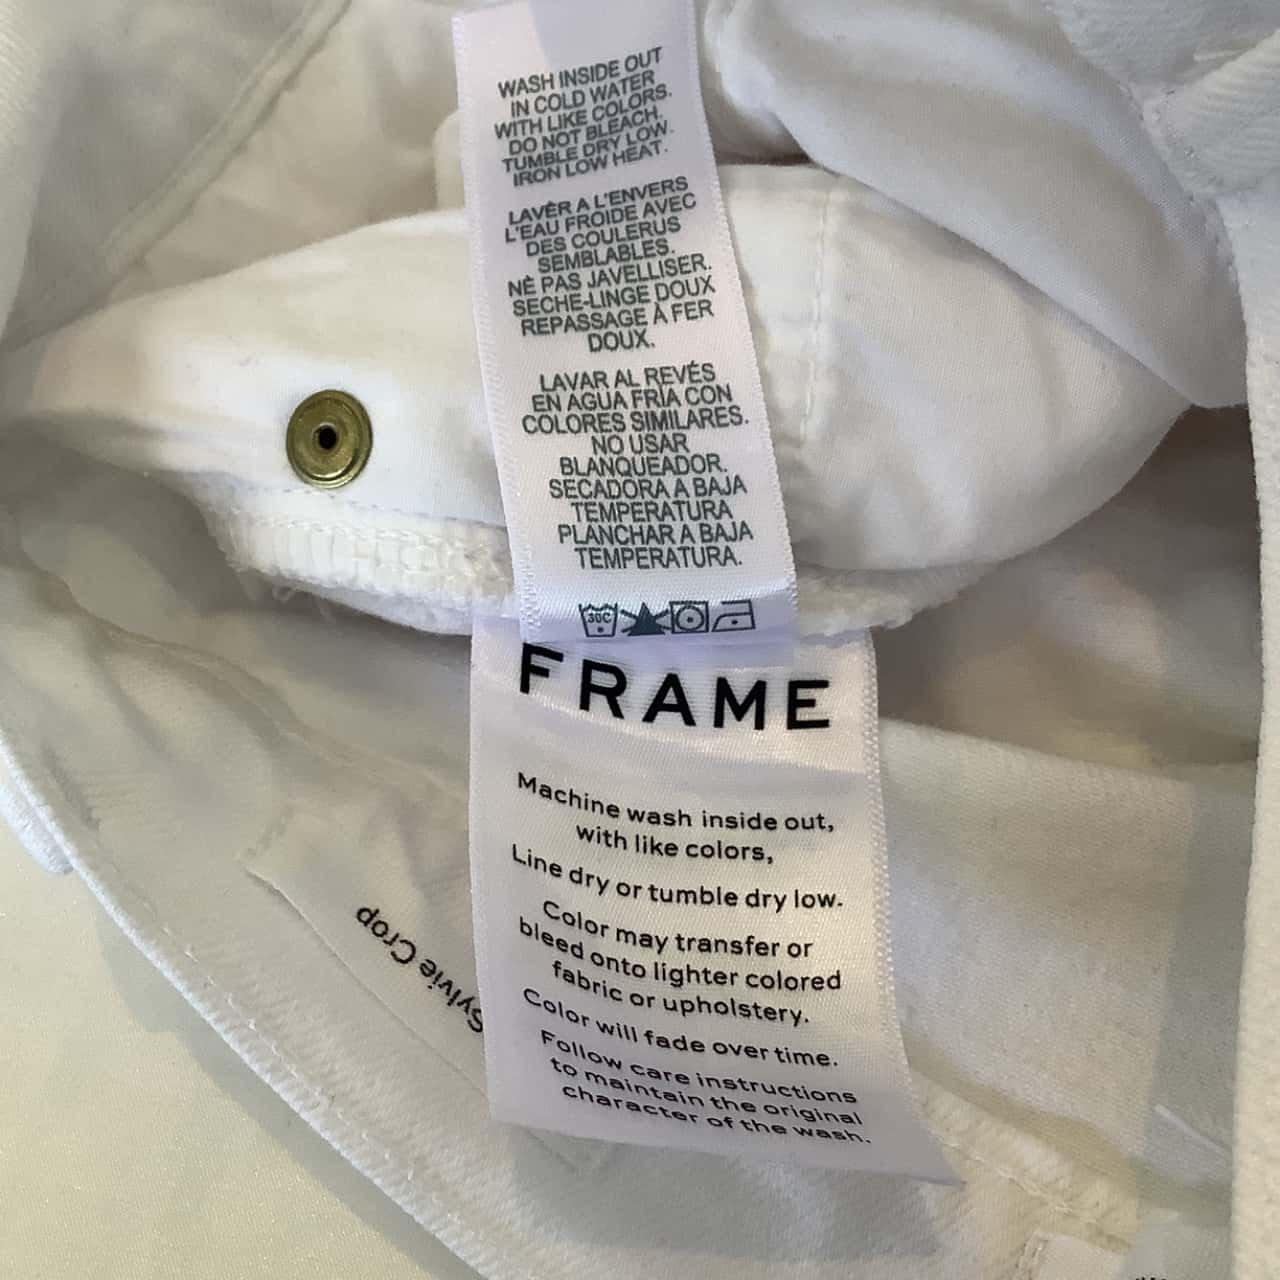 WASH INSIDE OUT
IN COLD WATER
WITH LIKE COLORS.
DO NOT BLEACH.
TUMBLE DRY LOW.
IRON LOW HEAT.
LAVÈR A L'ENVERS
L'EAU FROIDE AVEC
DES COULERUS
SEMBLABLES.
NÈ PAS JAVELLISER.
SECHE-LINGE DOUX
REPASSAGE À FER
DOUX.
LAVAR AL REVÉS
EN AGUA FRÍA CON
COLORES SIMILARES.
NO USAR
BLANQUEADOR.
SECADORA A BAJA
TEMPERATURA
PLANCHAR A BAJA
TEMPERATURA.
30C
FRAME
Machine wash inside out,
with like colors,
Line dry or tumble dry low.
Color may transfer or
bleed onto lighter colored
fabric or upholstery.
Color will fade over time.
Follow care instructions
to maintain the original
character of the wash.
Sylvie Crop